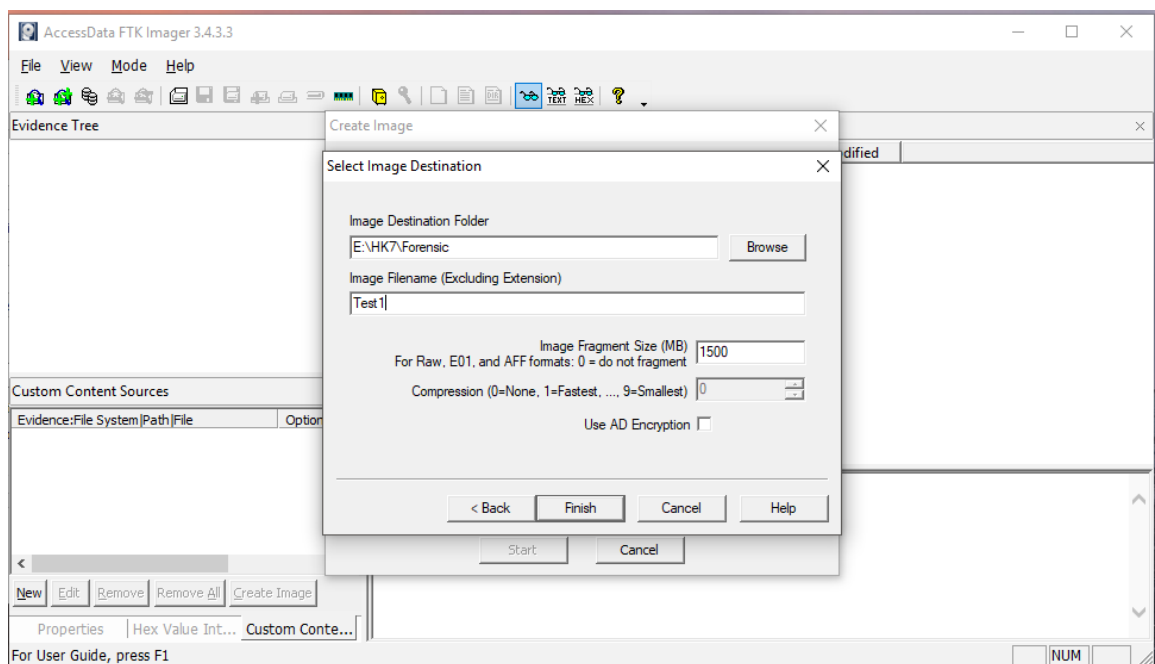 AccessData FTK Imager 3.4.3.3
File View Mode Help
TEXT HEX
Evidence Tree
Create Image
dified
Select Image Destination
Image Destination Folder
E:\HK7\Forensic
Browse
Image Filename (Excluding Extension)
Test1
Image Fragment Size (MB)
For Raw, E01, and AFF formats: 0 = do not fragment
1500
Compression (0=None, 1=Fastest, ..., 9=Smallest) 0
Use AD Encryption
< Back Finish Cancel Help
Start Cancel
Custom Content Sources
Evidence:File System|Path|File Option
New Edit Remove Remove All Create Image
Properties Hex Value Int... Custom Conte...
For User Guide, press F1
NUM